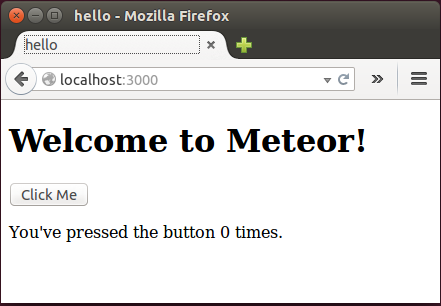 hello - Mozilla Firefox
hello
localhost:3000
Welcome to Meteor!
Click Me
You've pressed the button 0 times.